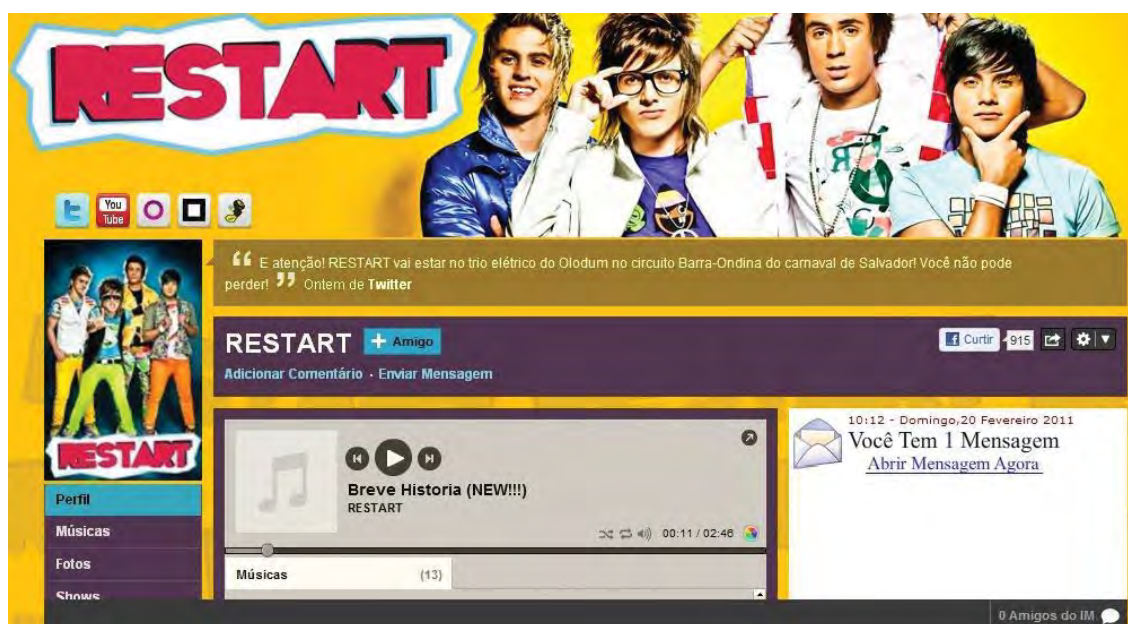 RESTART
You
Tube
“ E atenção! RESTART vai estar no trio elétrico do Olodum no circuito Barra-Ondina do carnaval de Salvador! Você não pode
perder! ” Ontem de Twitter
RESTART + Amigo
f Curtir 915
Adicionar Comentário · Enviar Mensagem
RESTART
Perfil
Músicas
Fotos
Shows
Breve Historia (NEW!!!)
RESTART
00:11 / 02:46
Músicas (13)
10:12 - Domingo,20 Fevereiro 2011
Você Tem 1 Mensagem
Abrir Mensagem Agora
0 Amigos do IM